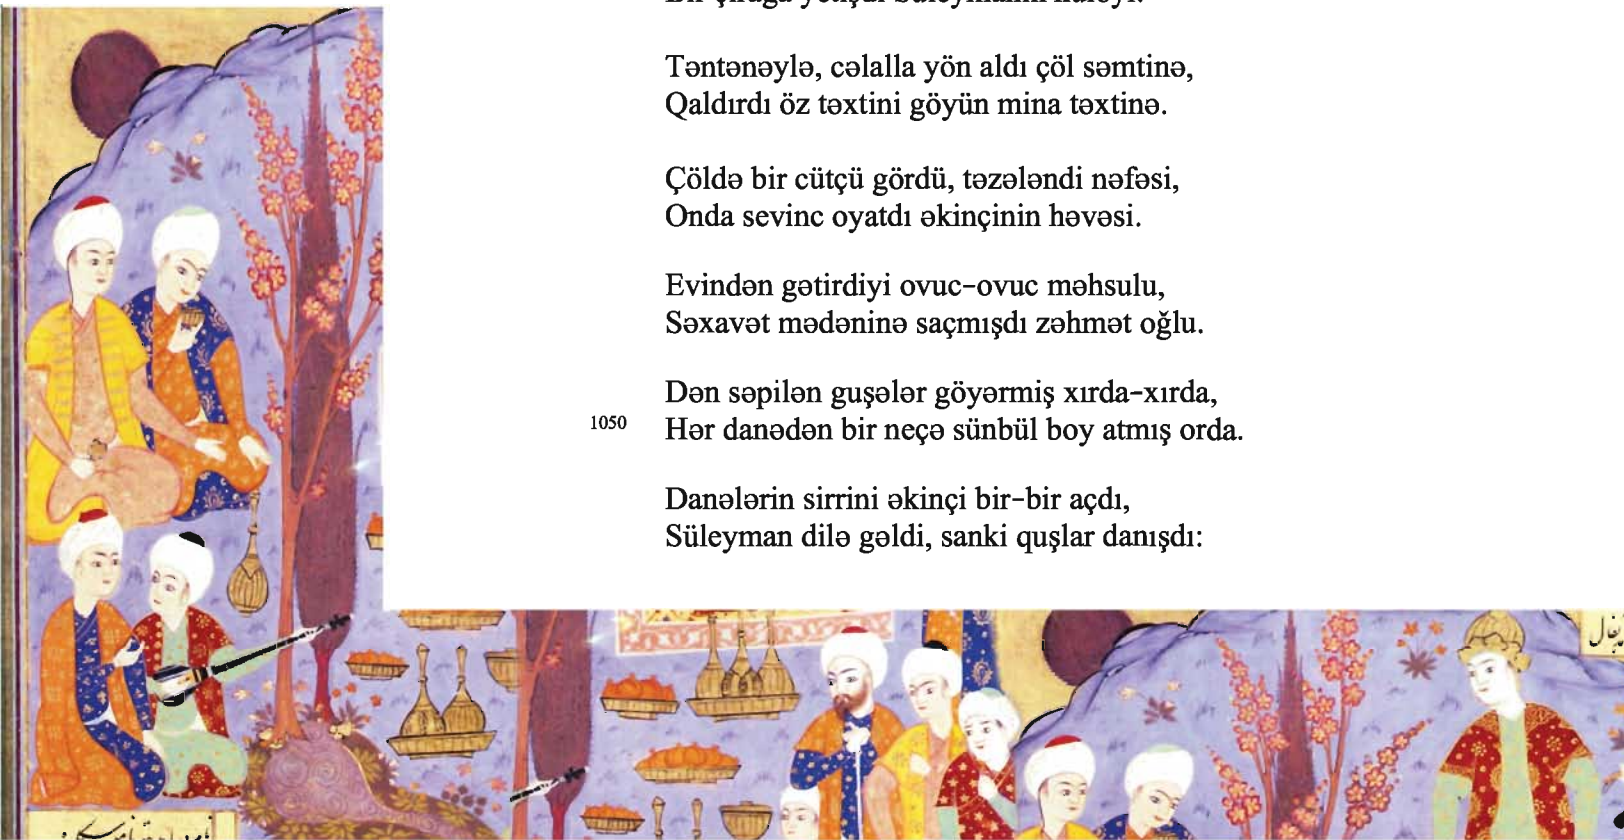 Təntənəylə, cəlalla yön aldı çöl səmtinə,
Qaldırdı öz təxtini göyün mina təxtinə.
Çöldə bir cütçü gördü, təzələndi nəfəsi,
Onda sevinc oyatdı əkinçinin həvəsi.
Evindən gətirdiyi ovuc-ovuc məhsulu,
Səxavət mədəninə saçmışdı zəhmət oğlu.
Dən səpilən guşələr göyərmiş xırda-xırda,
1050 Hər danədən bir neçə sünbül boy atmış orda.
Danələrin sirrini əkinçi bir-bir açdı,
Süleyman dilə gəldi, sanki quşlar danışdı: